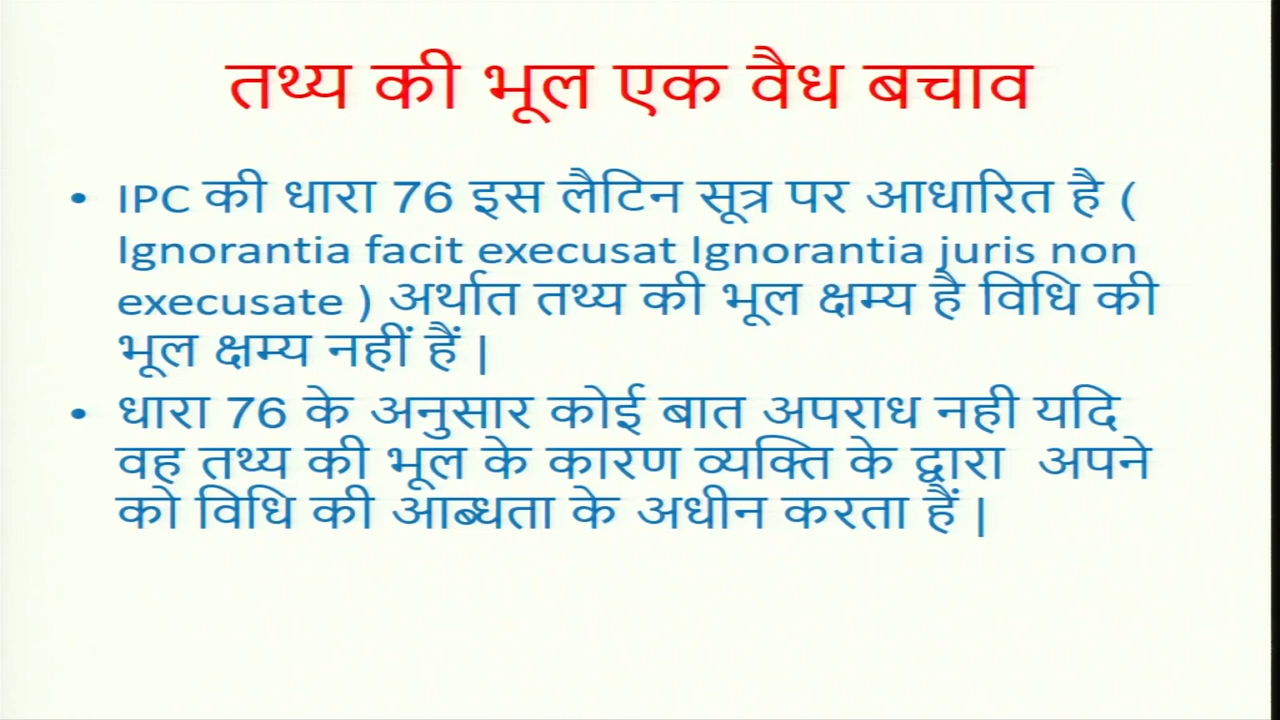 तथ्य की भूल एक वैध बचाव
• IPC की धारा 76 इस लैटिन सूत्र पर आधारित है (
Ignorantia facit execusat Ignorantia juris non
execusate ) अर्थात तथ्य की भूल क्षम्य है विधि की
भूल क्षम्य नहीं हैं |
• धारा 76 के अनुसार कोई बात अपराध नही यदि
वह तथ्य की भूल के कारण व्यक्ति के द्वारा अपने
को विधि की आब्धता के अधीन करता हैं |